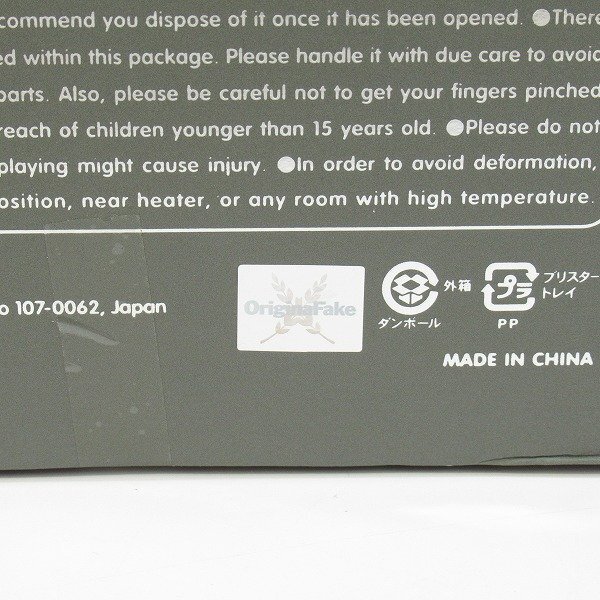 commend you dispose of it once it has been opened. ●There
ed within this package. Please handle it with due care to avoid
parts. Also, please be careful not to get your fingers pinched
reach of children younger than 15 years old. ●Please do not
playing might cause injury. ●In order to avoid deformation,
osition, near heater, or any room with high temperature.
o 107-0062, Japan
OriginalFake
外箱
ダンボール
プラ
ブリスター
トレイ
PP
MADE IN CHINA